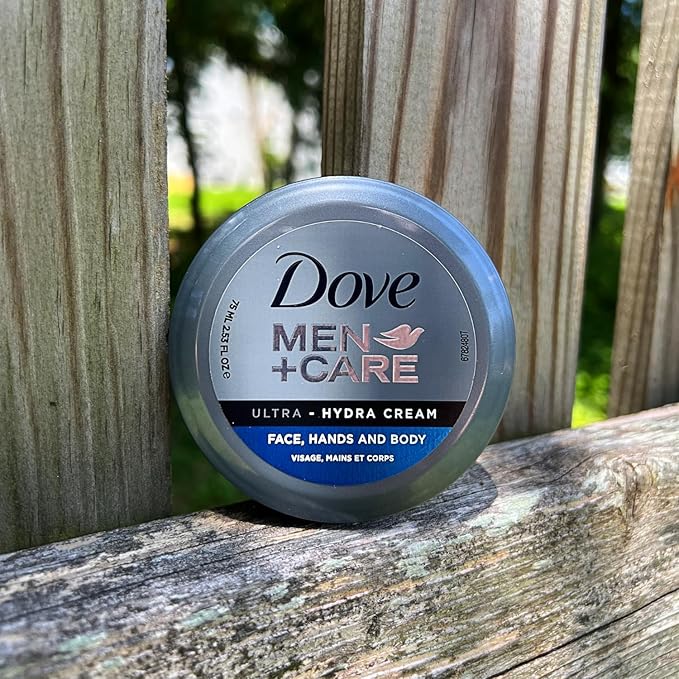 Dove
MEN
+CARE
ULTRA - HYDRA CREAM
FACE, HANDS AND BODY
VISAGE, MAINS ET CORPS
75 ML 2.53 FL.OZ ℮
67824807